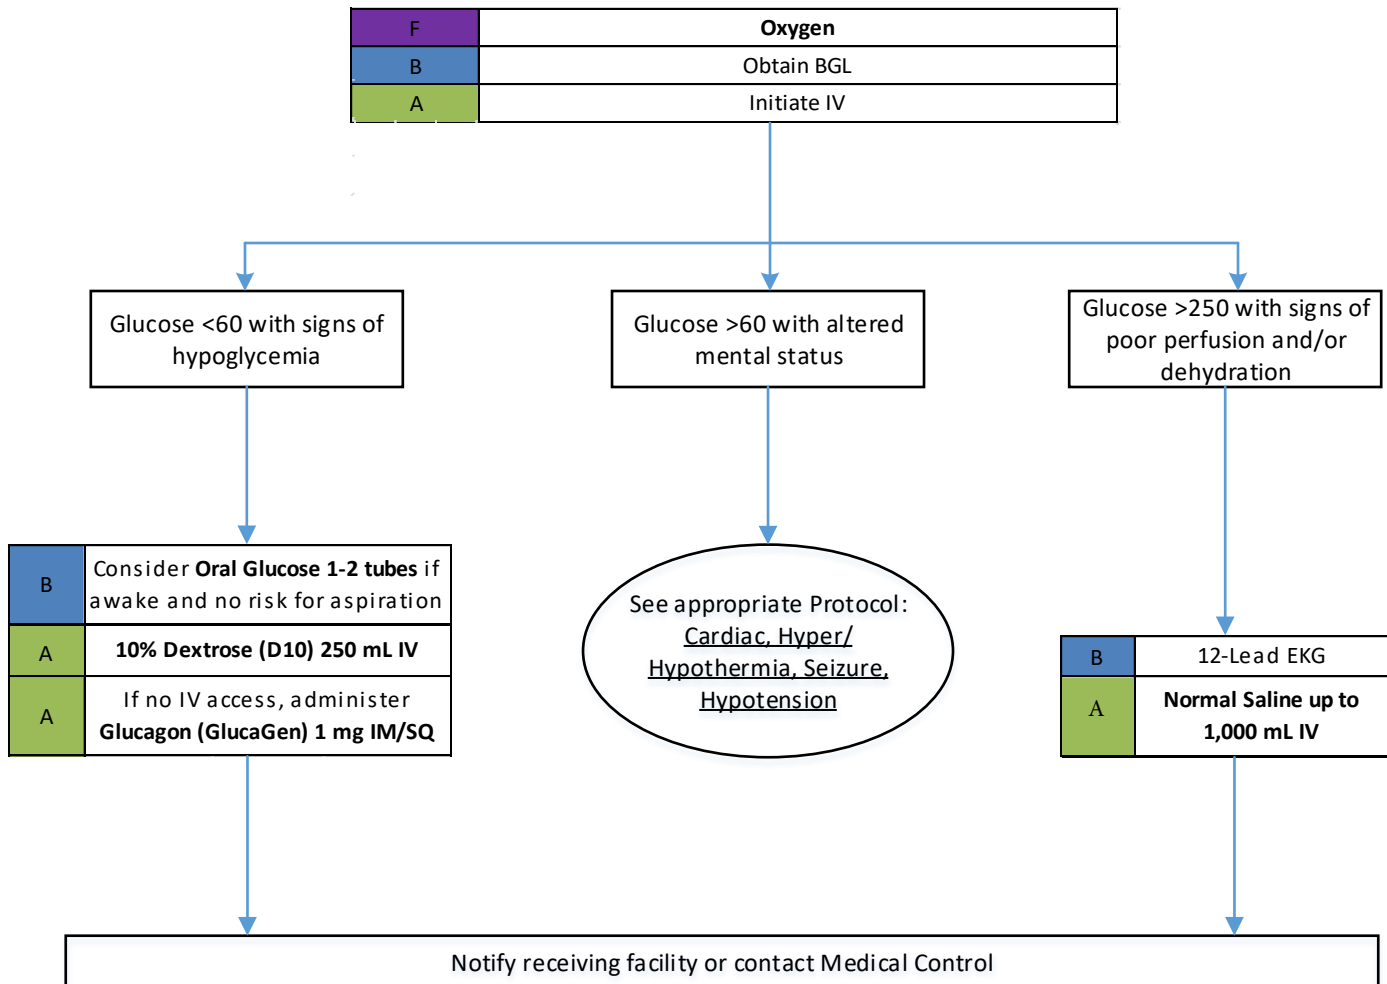 F Oxygen
B Obtain BGL
A Initiate IV
Glucose <60 with signs of
hypoglycemia
Glucose >60 with altered
mental status
Glucose >250 with signs of
poor perfusion and/or
dehydration
B Consider Oral Glucose 1-2 tubes if
awake and no risk for aspiration
A 10% Dextrose (D10) 250 mL IV
A If no IV access, administer
Glucagon (GlucaGen) 1 mg IM/SQ
See appropriate Protocol:
Cardiac, Hyper/
Hypothermia, Seizure,
Hypotension
B 12-Lead EKG
A Normal Saline up to
1,000 mL IV
Notify receiving facility or contact Medical Control